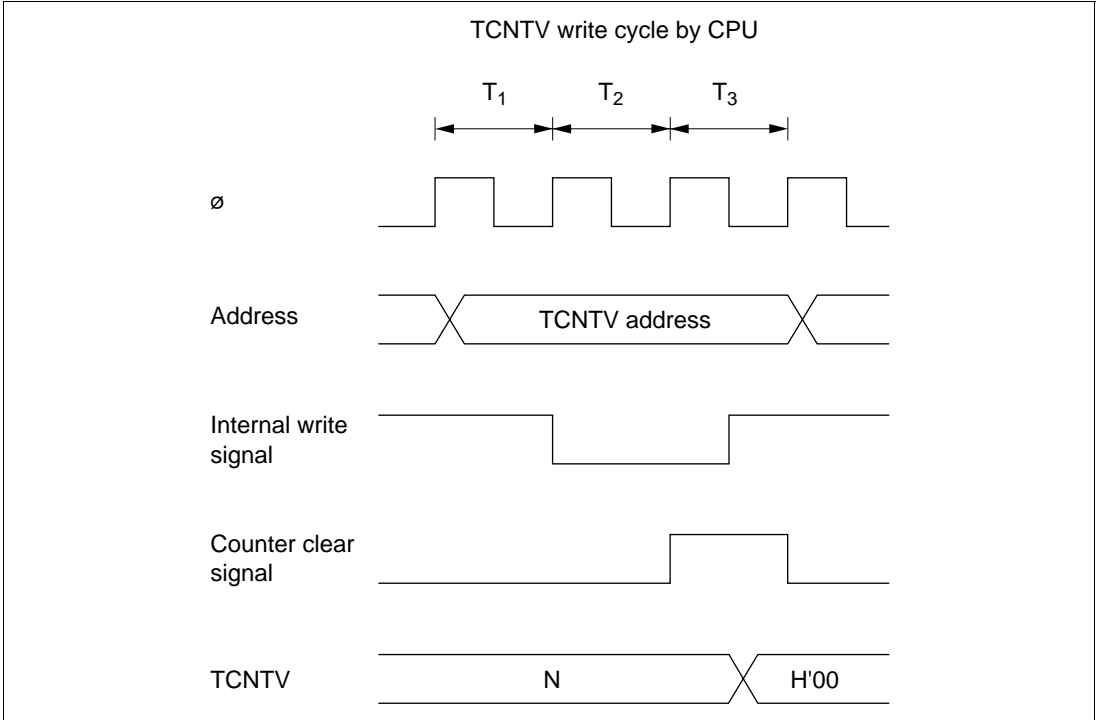 TCNTV write cycle by CPU
T1 T2 T3
ø
Address TCNTV address
Internal write
signal
Counter clear
signal
TCNTV N H'00